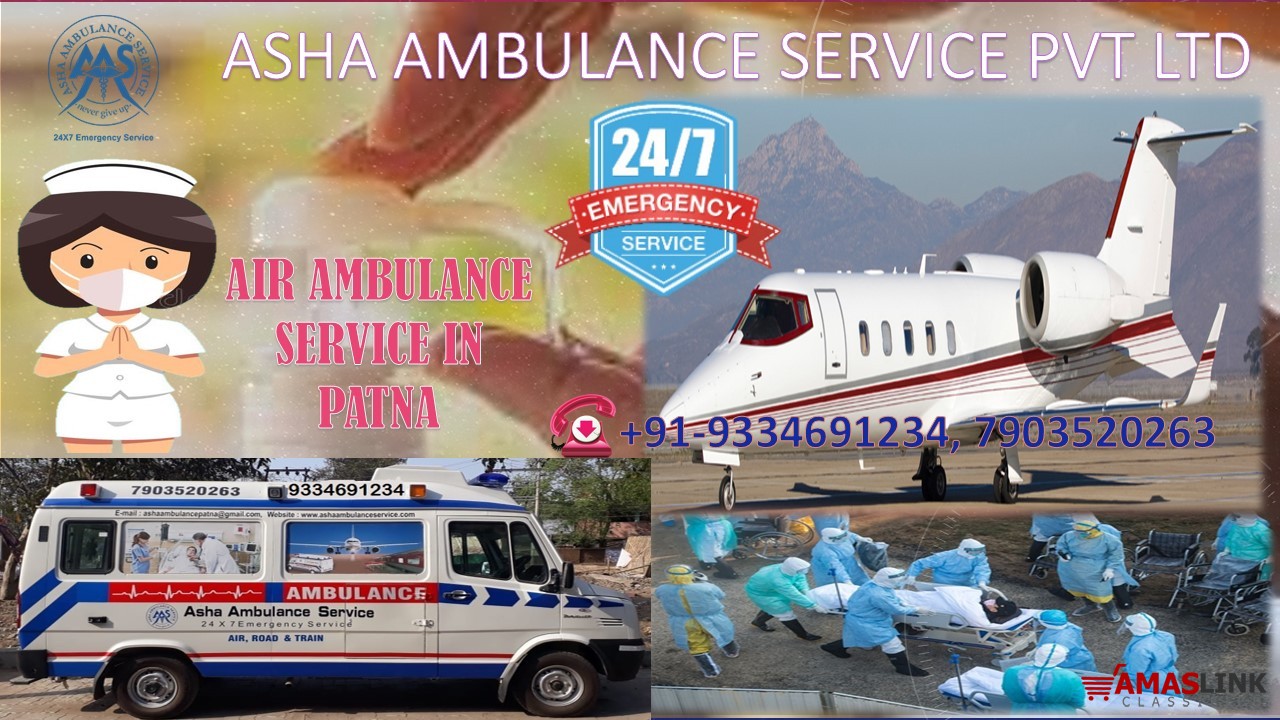 ASHA AMBULANCE SERVICE PVT LTD
ASHA AMBULANCE SERVICE
AAS
never give up
24X7 Emergency Service
24/7
EMERGENCY
SERVICE
AIR AMBULANCE
SERVICE IN
PATNA
+91-9334691234, 7903520263
7903520263 9334691234
E-mail : ashaambulancepatna@gmail.com, Website : www.ashaambulanceservice.com
AMBULANCE
Asha Ambulance Service
24 X 7 Emergency Service
AIR, ROAD & TRAIN
AMASLINK